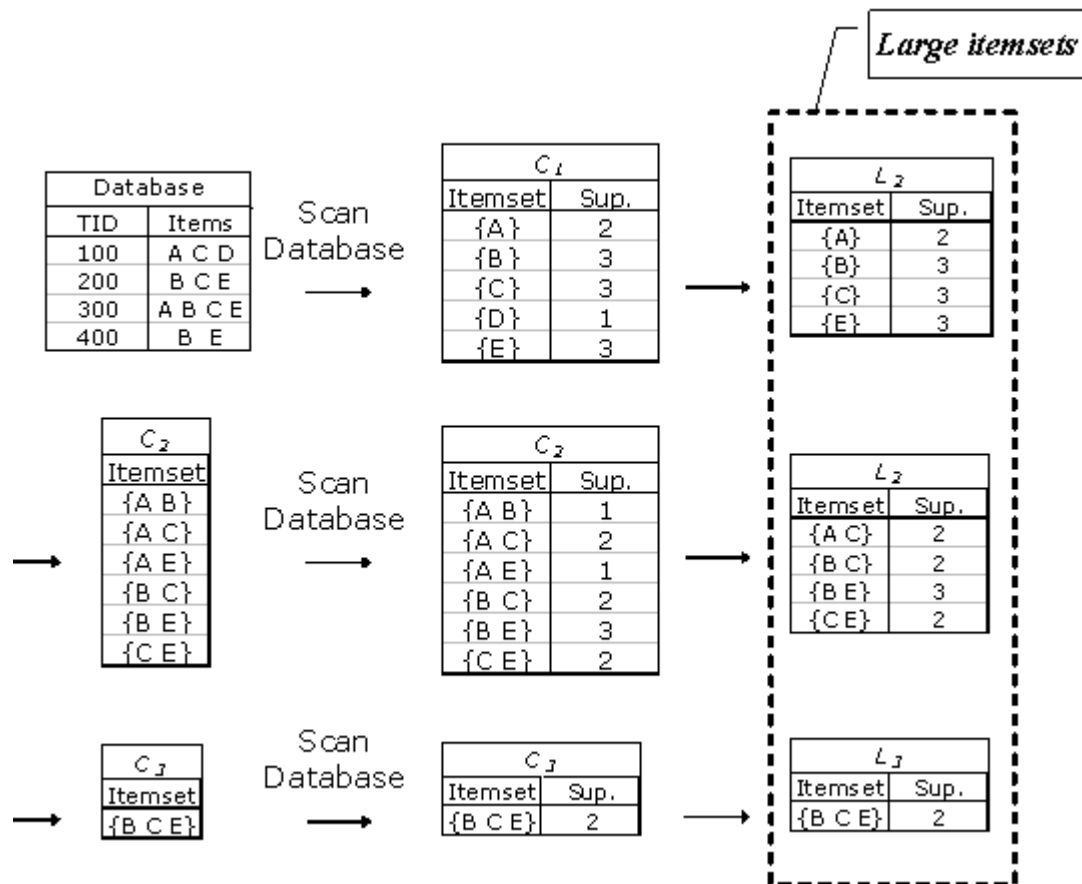 Large itemsets
Database
TID Items
100 A C D
200 B C E
300 A B C E
400 B E
Scan
Database
C1
Itemset Sup.
{A} 2
{B} 3
{C} 3
{D} 1
{E} 3
L2
Itemset Sup.
{A} 2
{B} 3
{C} 3
{E} 3
C2
Itemset
{A B}
{A C}
{A E}
{B C}
{B E}
{C E}
Scan
Database
C2
Itemset Sup.
{A B} 1
{A C} 2
{A E} 1
{B C} 2
{B E} 3
{C E} 2
L2
Itemset Sup.
{A C} 2
{B C} 2
{B E} 3
{C E} 2
C3
Itemset
{B C E}
Scan
Database
C3
Itemset Sup.
{B C E} 2
L3
Itemset Sup.
{B C E} 2